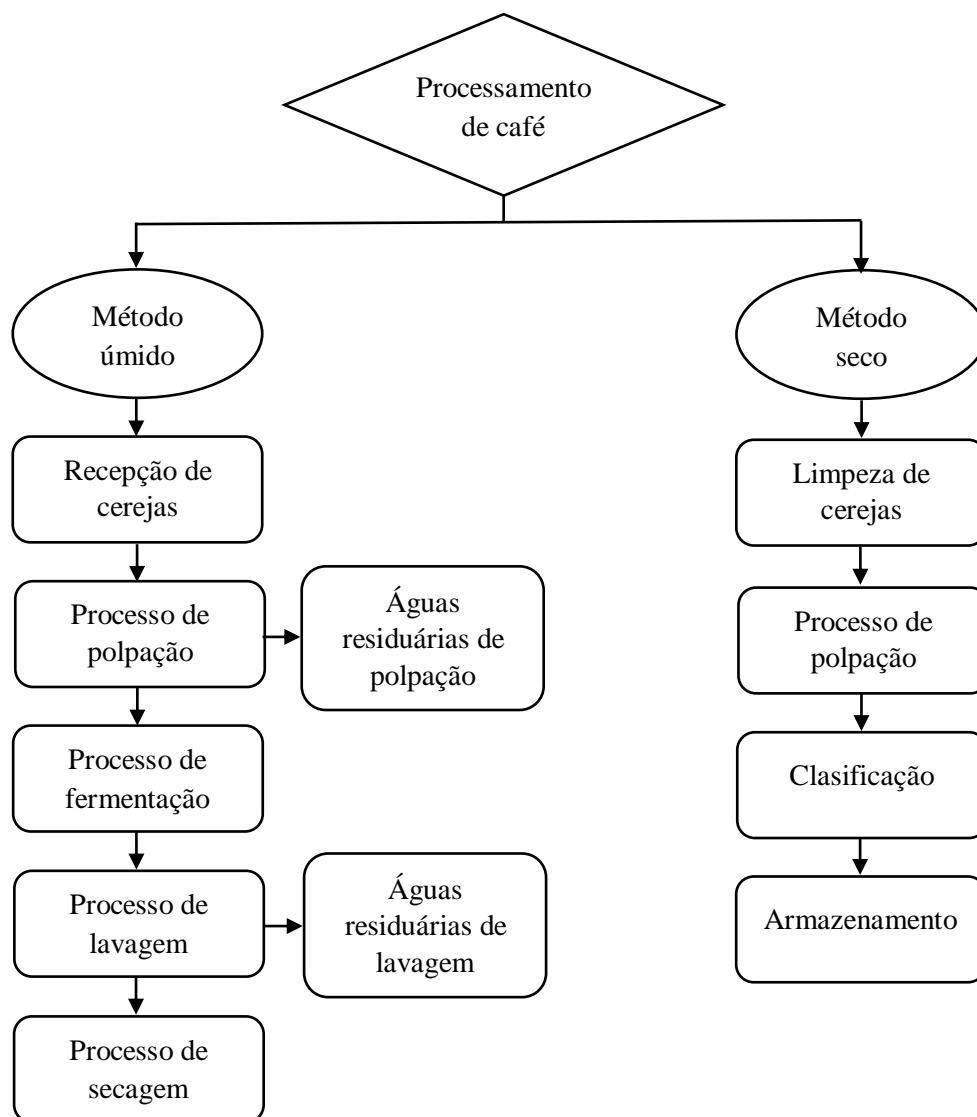 Processamento
de café
Método
úmido
Recepção de
cerejas
Processo de
polpação
Águas
residuárias de
polpação
Processo de
fermentação
Processo de
lavagem
Águas
residuárias de
lavagem
Processo de
secagem
Método
seco
Limpeza de
cerejas
Processo de
polpação
Clasificação
Armazenamento